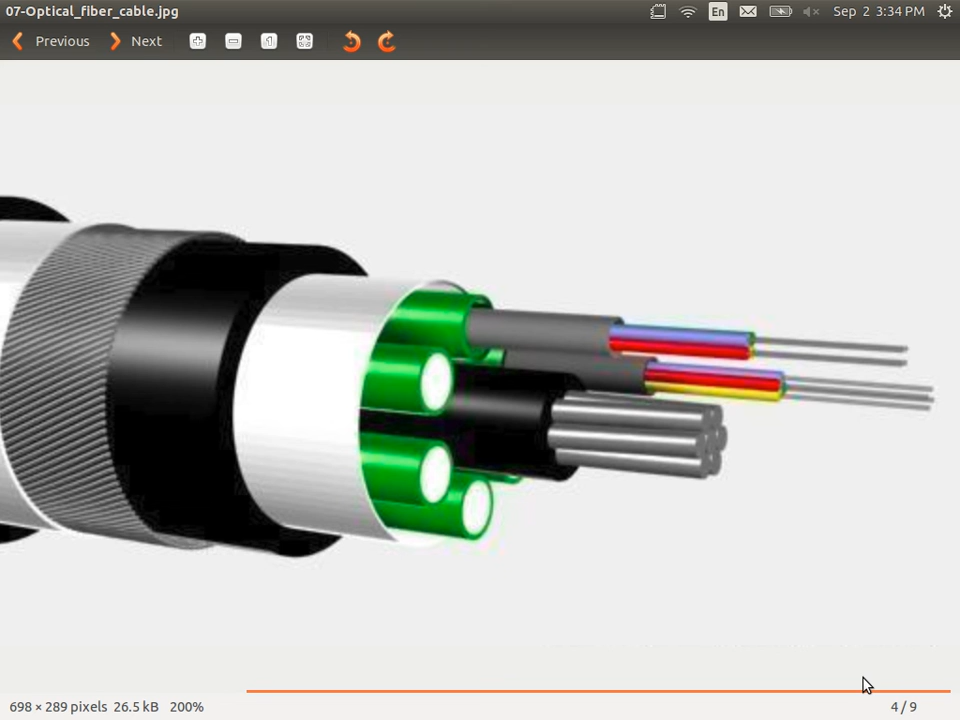 07-Optical_fiber_cable.jpg
En
Sep 2 3:34 PM
Previous
Next
698 × 289 pixels 26.5 kB 200%
4 / 9